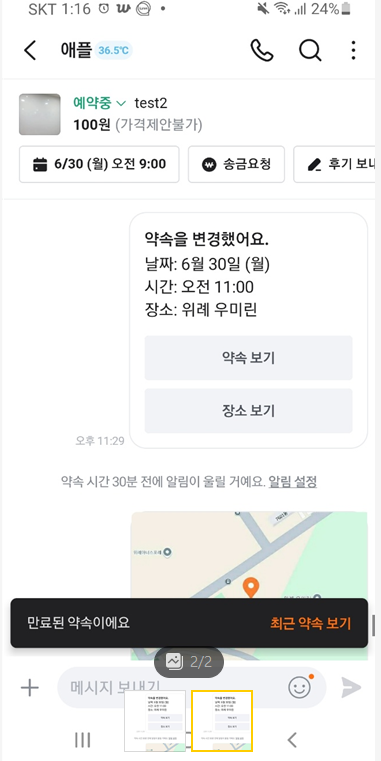 SKT 1:16
24%
애플 36.5℃
예약중 test2
100원 (가격제안불가)
6/30 (월) 오전 9:00
송금요청
후기 보내
약속을 변경했어요.
날짜: 6월 30일 (월)
시간: 오전 11:00
장소: 위례 우미린
약속 보기
장소 보기
오후 11:29
약속 시간 30분 전에 알림이 울릴 거예요. 알림 설정
만료된 약속이에요
최근 약속 보기
2/2
메시지 보내기